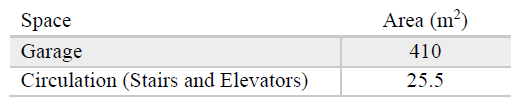 Space Area (m²)
Garage 410
Circulation (Stairs and Elevators) 25.5